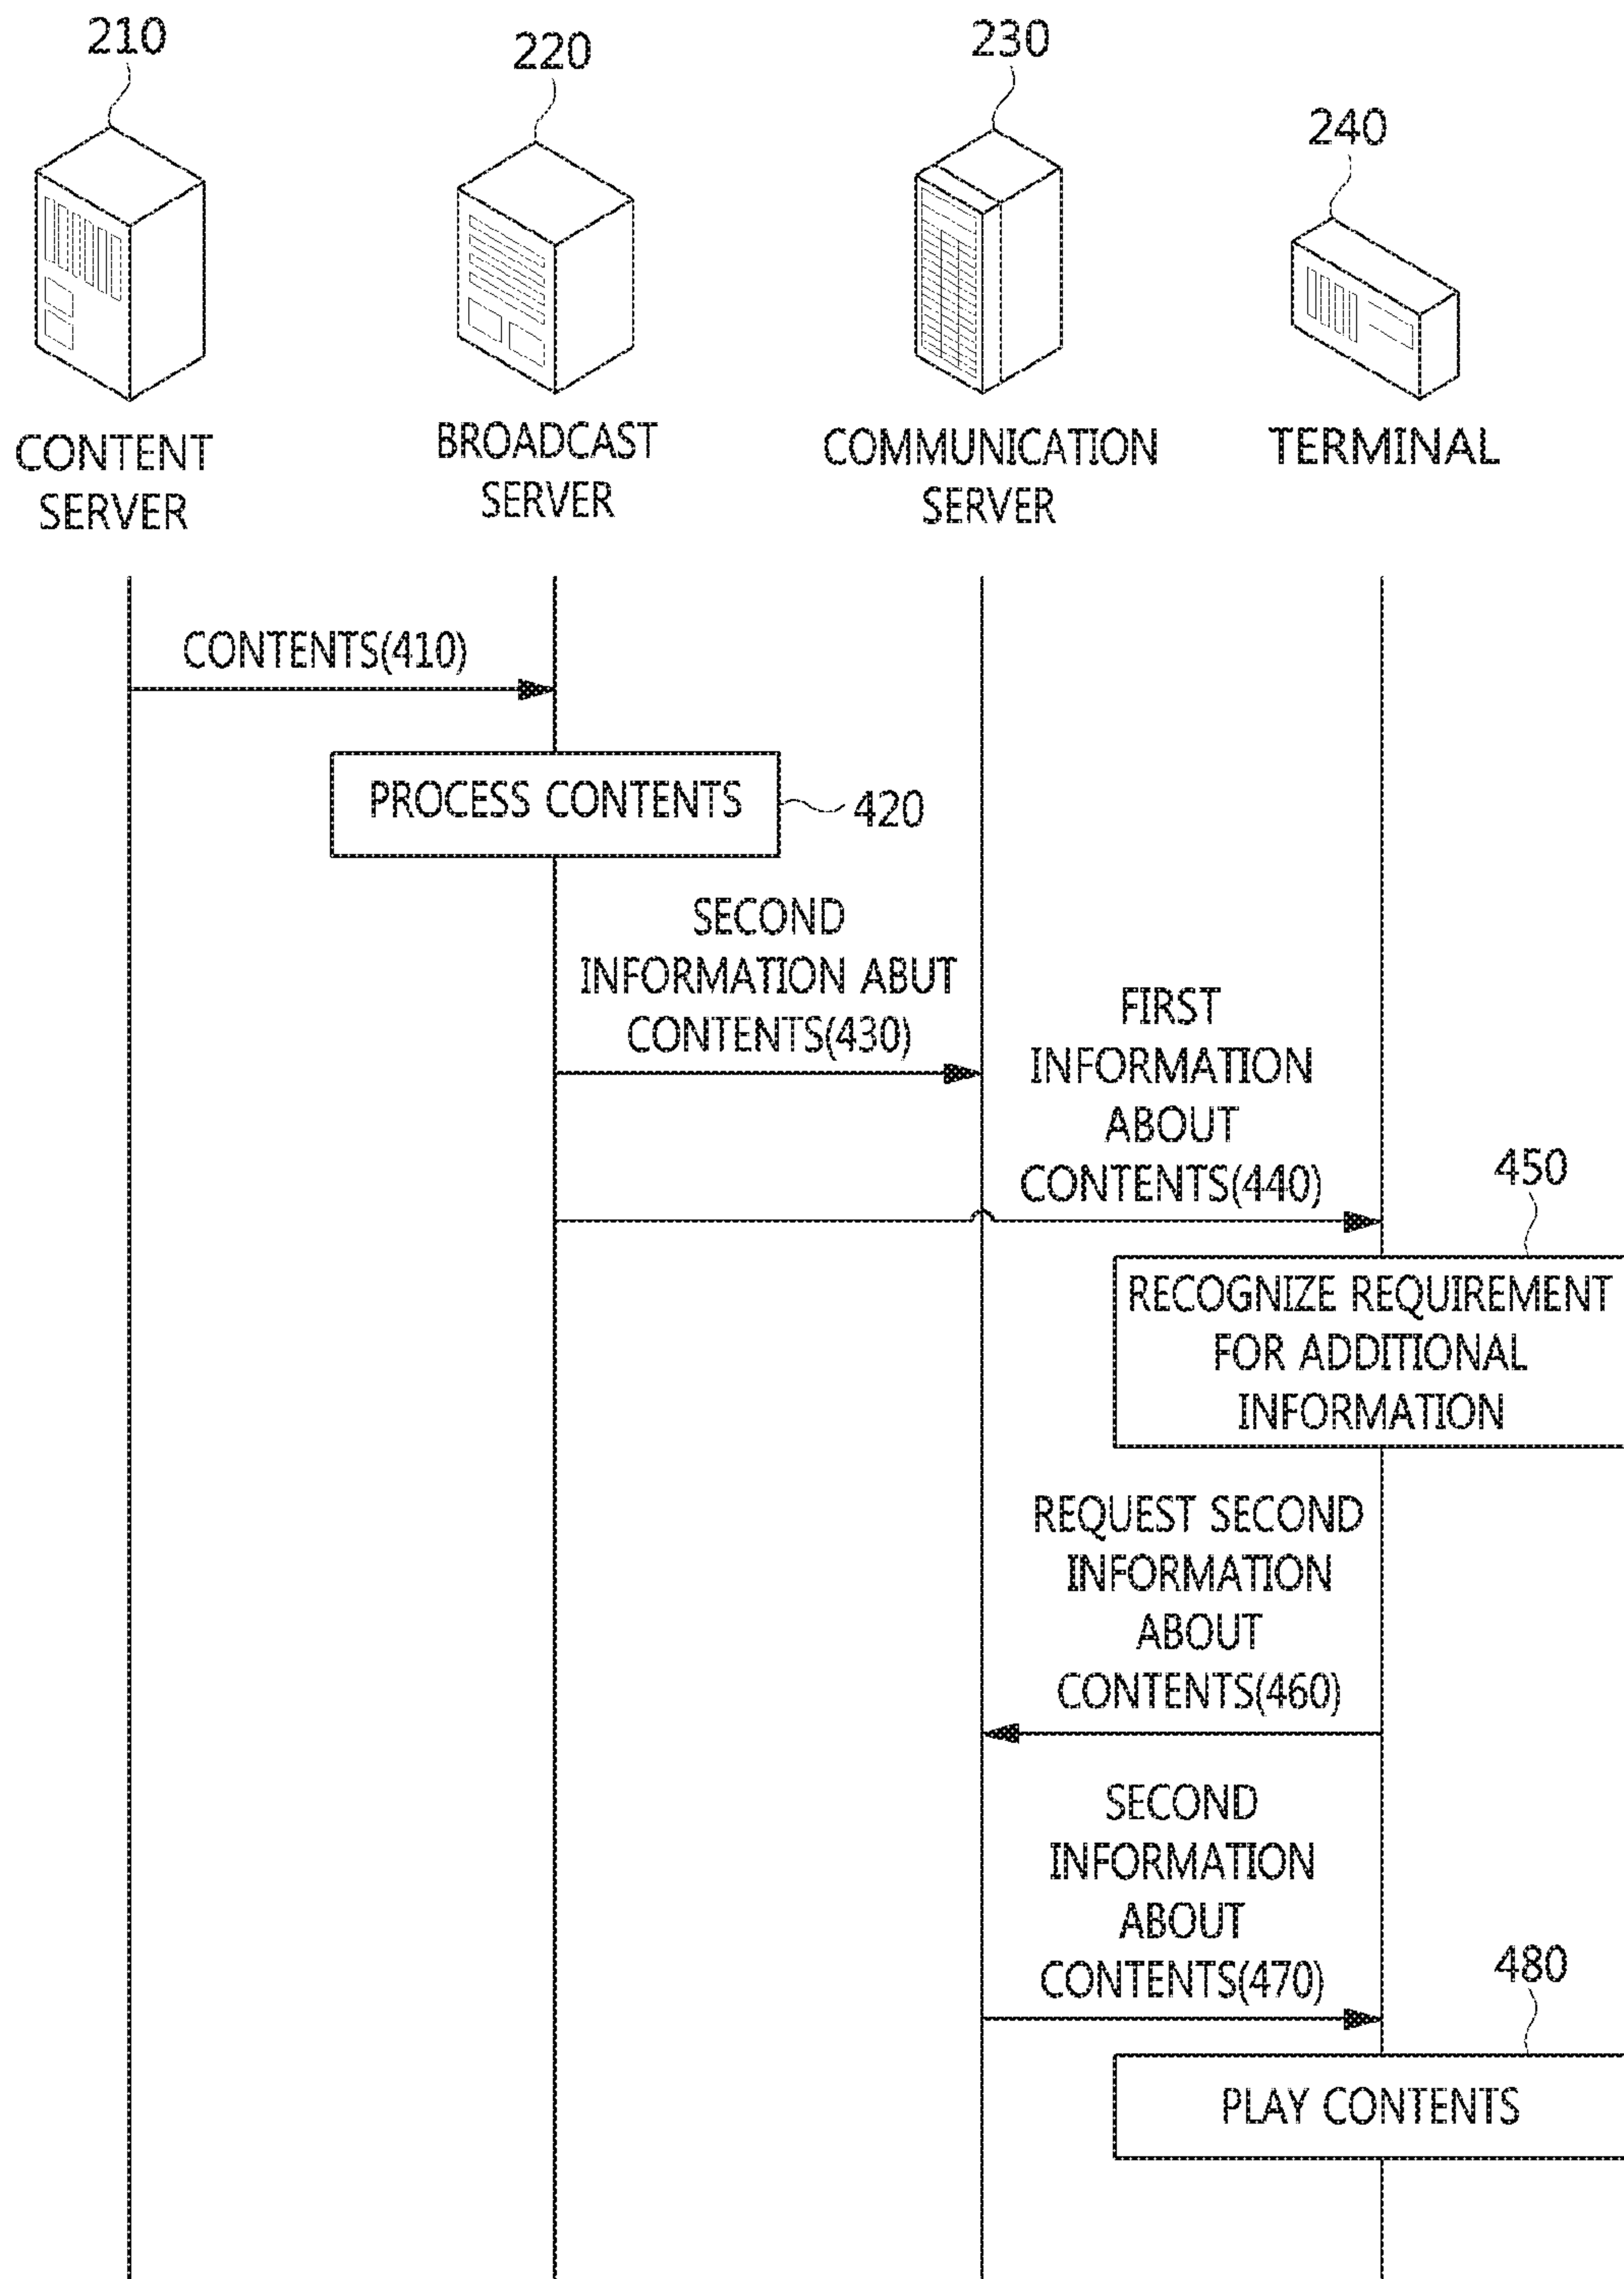 210
220
230
240
CONTENT
SERVER
BROADCAST
SERVER
COMMUNICATION
SERVER
TERMINAL
CONTENTS(410)
PROCESS CONTENTS
420
SECOND
INFORMATION ABUT
CONTENTS(430)
FIRST
INFORMATION
ABOUT
CONTENTS(440)
450
RECOGNIZE REQUIREMENT
FOR ADDITIONAL
INFORMATION
REQUEST SECOND
INFORMATION
ABOUT
CONTENTS(460)
SECOND
INFORMATION
ABOUT
CONTENTS(470)
480
PLAY CONTENTS